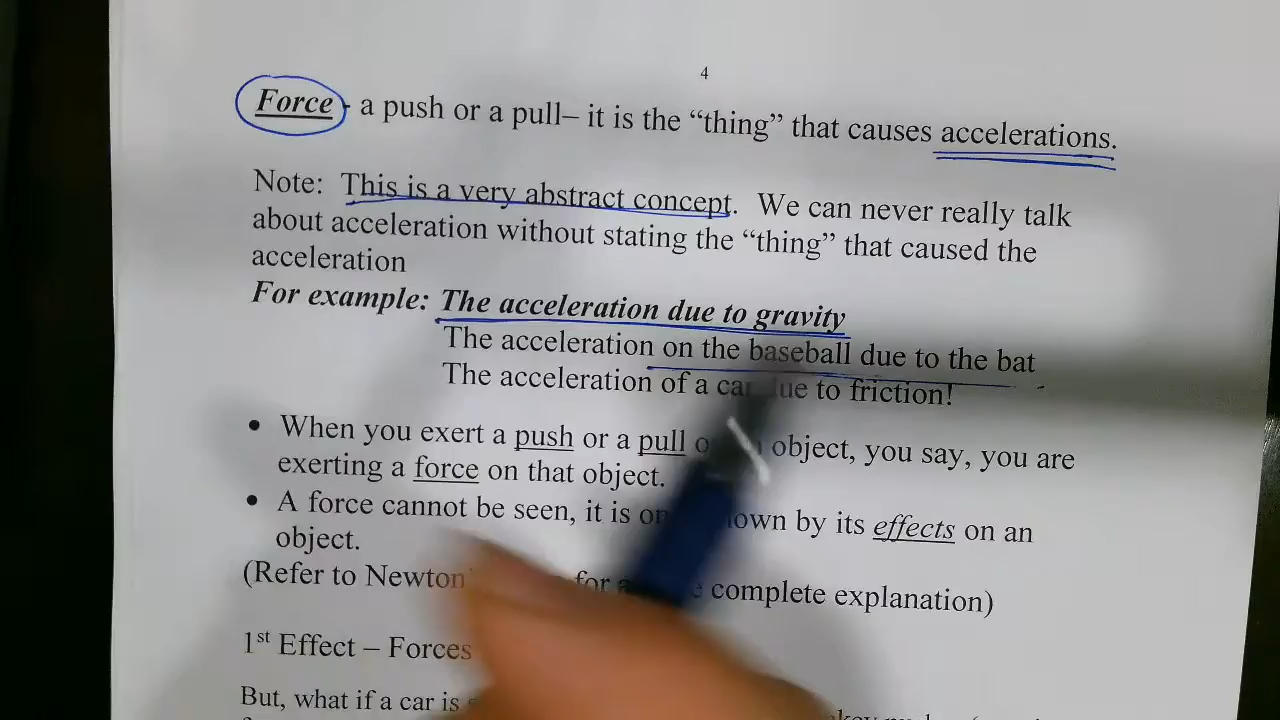 4
Force - a push or a pull– it is the “thing” that causes accelerations.
Note: This is a very abstract concept. We can never really talk
about acceleration without stating the “thing” that caused the
acceleration
For example: The acceleration due to gravity
The acceleration on the baseball due to the bat
The acceleration of a car due to friction!
• When you exert a push or a pull object, you say, you are
exerting a force on that object.
• A force cannot be seen, it is by its effects on an
object.
(Refer to Newton for complete explanation)
1st Effect – Forces
But, what if a car is